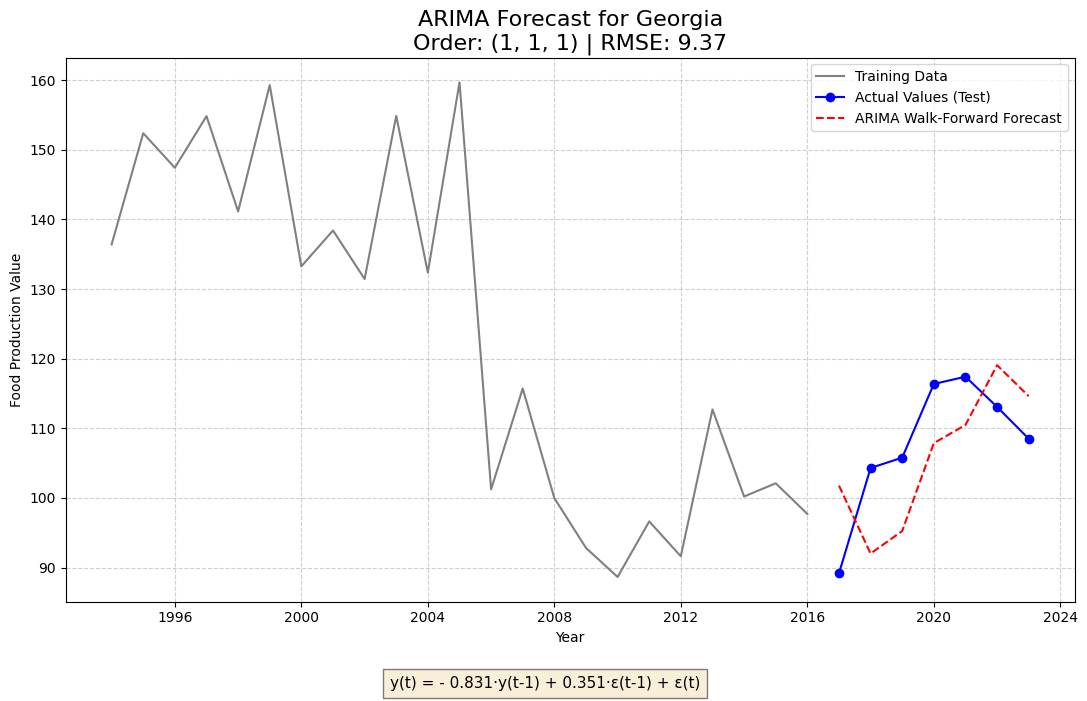 ARIMA Forecast for Georgia
Order: (1, 1, 1) | RMSE: 9.37
Training Data
Actual Values (Test)
ARIMA Walk-Forward Forecast
160
150
140
130
120
110
100
90
Food Production Value
1996
2000
2004
2008
2012
2016
2020
2024
Year
y(t) = - 0.831·y(t-1) + 0.351·ε(t-1) + ε(t)